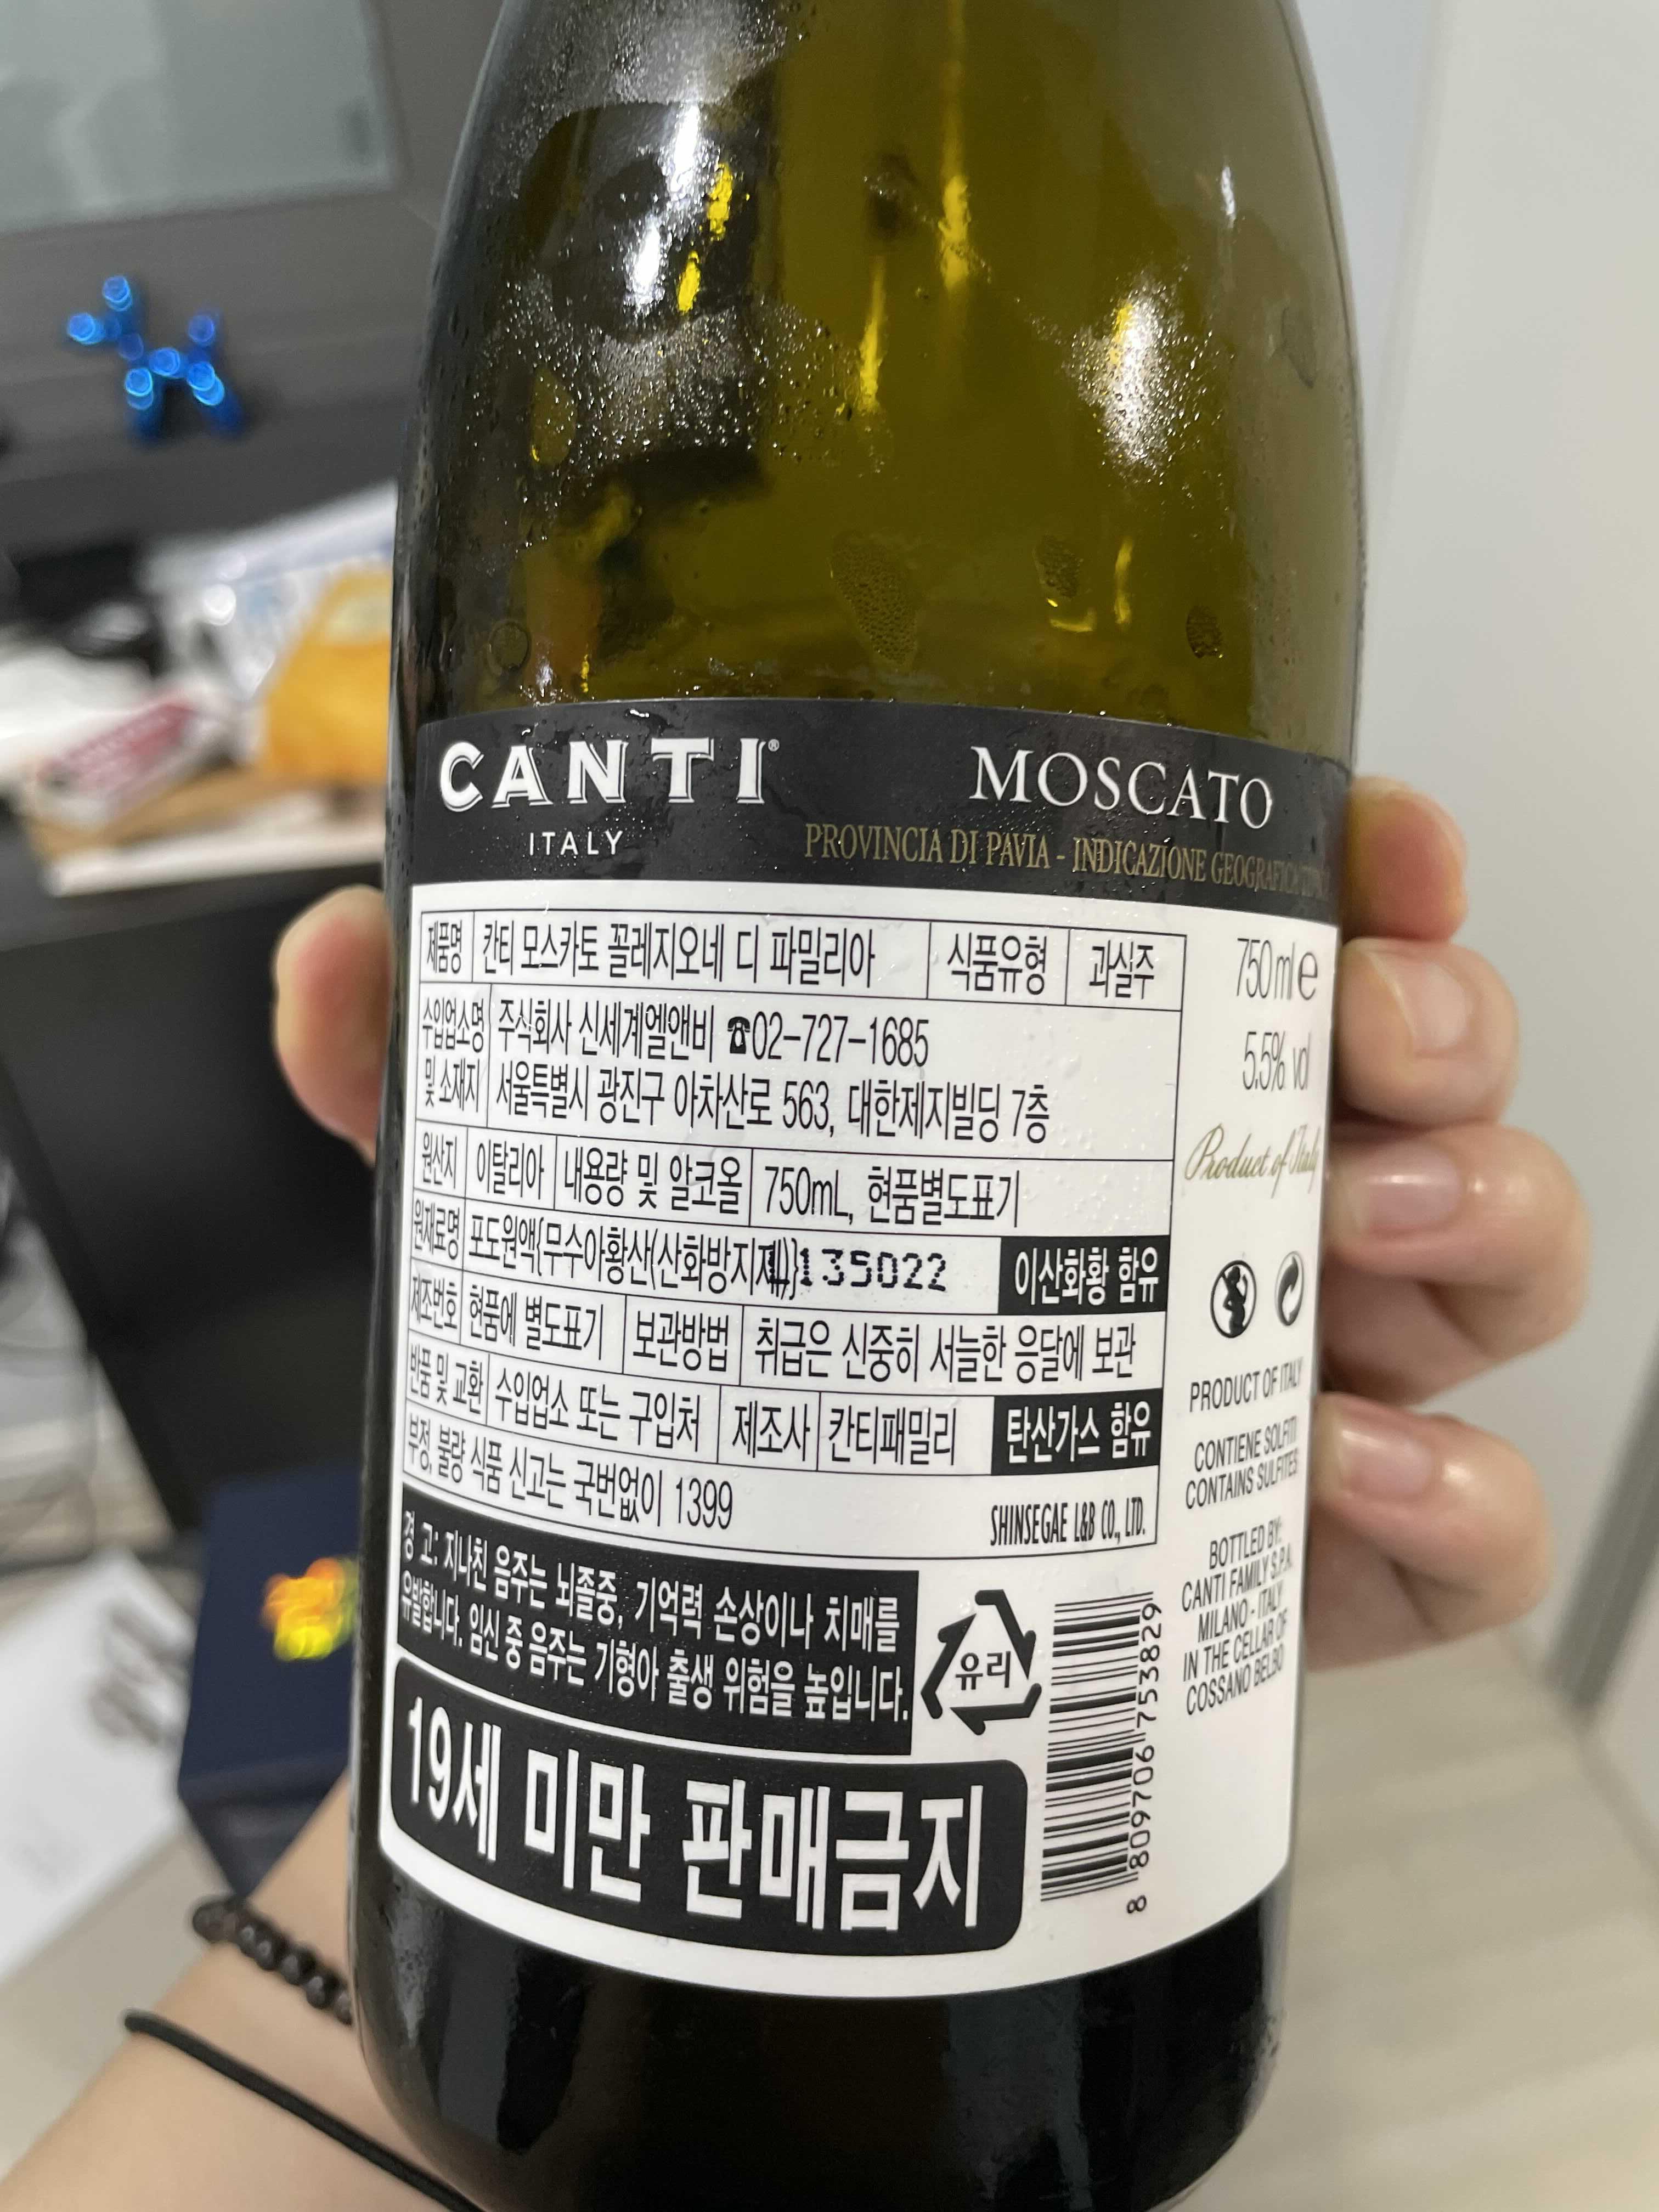 CANTI®
ITALY
MOSCATO
PROVINCIA DI PAVIA - INDICAZIONE GEOGRAFICA
제품명 칸티 모스카토 꼴레지오네 디 파밀리아 식품유형 과실주
수입업소명 및 소재지 주식회사 신세계엘앤비 ☎02-727-1685
서울특별시 광진구 아차산로 563, 대한제지빌딩 7층
원산지 이탈리아 내용량 및 알코올 750mL, 현품별도표기
원재료명 포도원액{무수아황산(산화방지제)} 135022 이산화황 함유
제조번호 현품에 별도표기 보관방법 취급은 신중히 서늘한 응달에 보관
반품 및 교환 수입업소 또는 구입처 제조사 칸티패밀리 탄산가스 함유
부정, 불량 식품 신고는 국번없이 1399 SHINSEGAE L&B CO., LTD.
경 고: 지나친 음주는 뇌졸중, 기억력 손상이나 치매를
유발합니다. 임신 중 음주는 기형아 출생 위험을 높입니다.
유리
19세 미만 판매금지
8 809706 753829
750 ml e
5.5% vol
Product of Italy
PRODUCT OF ITALY
CONTIENE SOLFITI
CONTAINS SULFITES
BOTTLED BY:
CANTI FAMILY S.P.A.
MILANO - ITALY
IN THE CELLAR OF
COSSANO BELBO